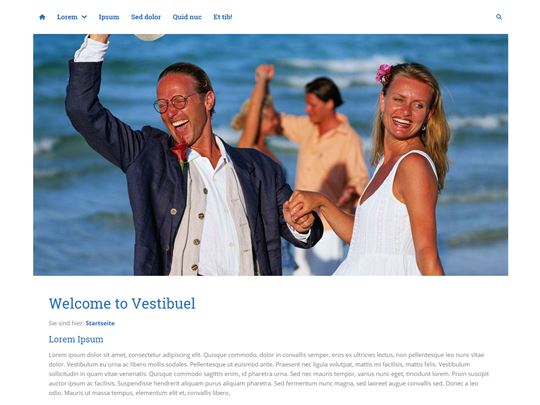 Lorem Ipsum Sed dolor Quid nuc Et tib!
Welcome to Vestibuel
Sie sind hier: Startseite
Lorem Ipsum
Lorem ipsum dolor sit amet, consectetur adipiscing elit. Quisque commodo, dolor in convallis semper, eros ex ultricies lectus, non pellentesque leo nunc vitae
dolor. Vestibulum eu urna ac libero mollis sodales. Pellentesque ut euismod ante. Praesent nec ligula volutpat, mattis mi facilisis, mattis felis. Vestibulum
sollicitudin in quam vitae venenatis. Quisque commodo sagittis enim, id pharetra urna. Sed nec mauris tempor, varius nunc eget, tincidunt lorem. Proin suscipit
auctor ipsum ac facilisis. Suspendisse hendrerit aliquam purus aliquam pharetra. Sed fermentum nunc magna, sed laoreet augue convallis sed. Donec a leo
odio. Mauris ut massa tempus, elementum elit et, convallis libero.